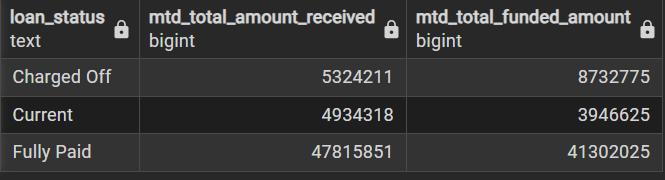 loan_status mtd_total_amount_received mtd_total_funded_amount
text bigint bigint
Charged Off 5324211 8732775
Current 4934318 3946625
Fully Paid 47815851 41302025